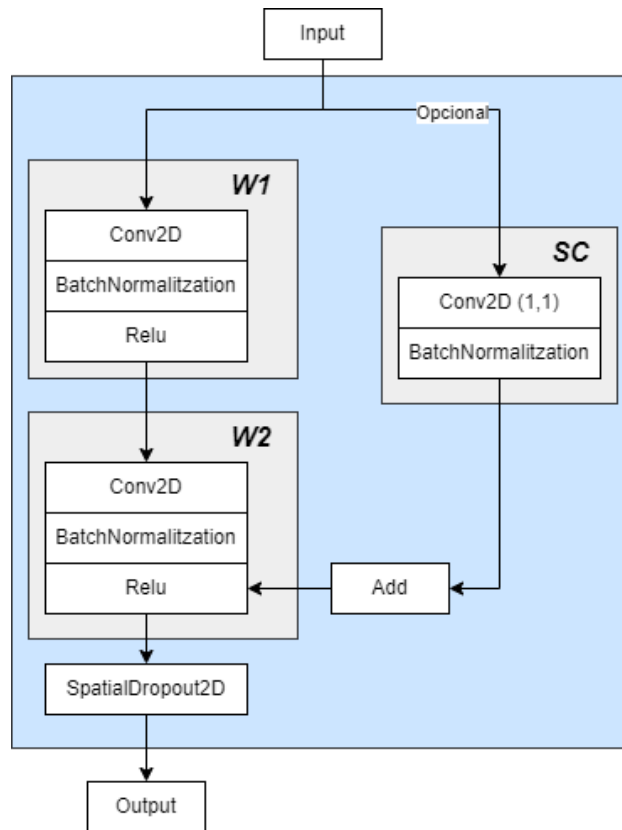 Input
Opcional
W1
Conv2D
BatchNormalitzation
Relu
SC
Conv2D (1,1)
BatchNormalitzation
W2
Conv2D
BatchNormalitzation
Relu
Add
SpatialDropout2D
Output